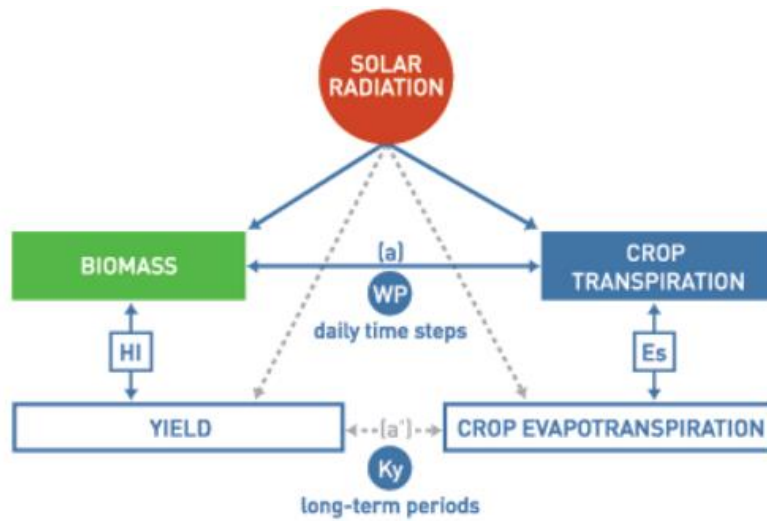 SOLAR
RADIATION
BIOMASS
(a)
CROP
TRANSPIRATION
WP
daily time steps
HI
Es
YIELD
(a')
CROP EVAPOTRANSPIRATION
Ky
long-term periods